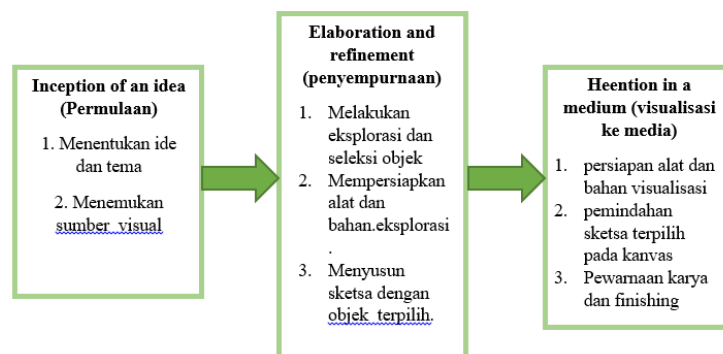 Inception of an idea
(Permulaan)
1. Menentukan ide
dan tema
2. Menemukan
sumber visual
Elaboration and
refinement
(penyempurnaan)
1. Melakukan
eksplorasi dan
seleksi objek
2. Mempersiapkan
alat dan
bahan.eksplorasi
.
3. Menyusun
sketsa dengan
objek terpilih.
Heention in a
medium (visualisasi
ke media)
1. persiapan alat dan
bahan visualisasi
2. pemindahan
sketsa terpilih
pada kanvas
3. Pewarnaan karya
dan finishing